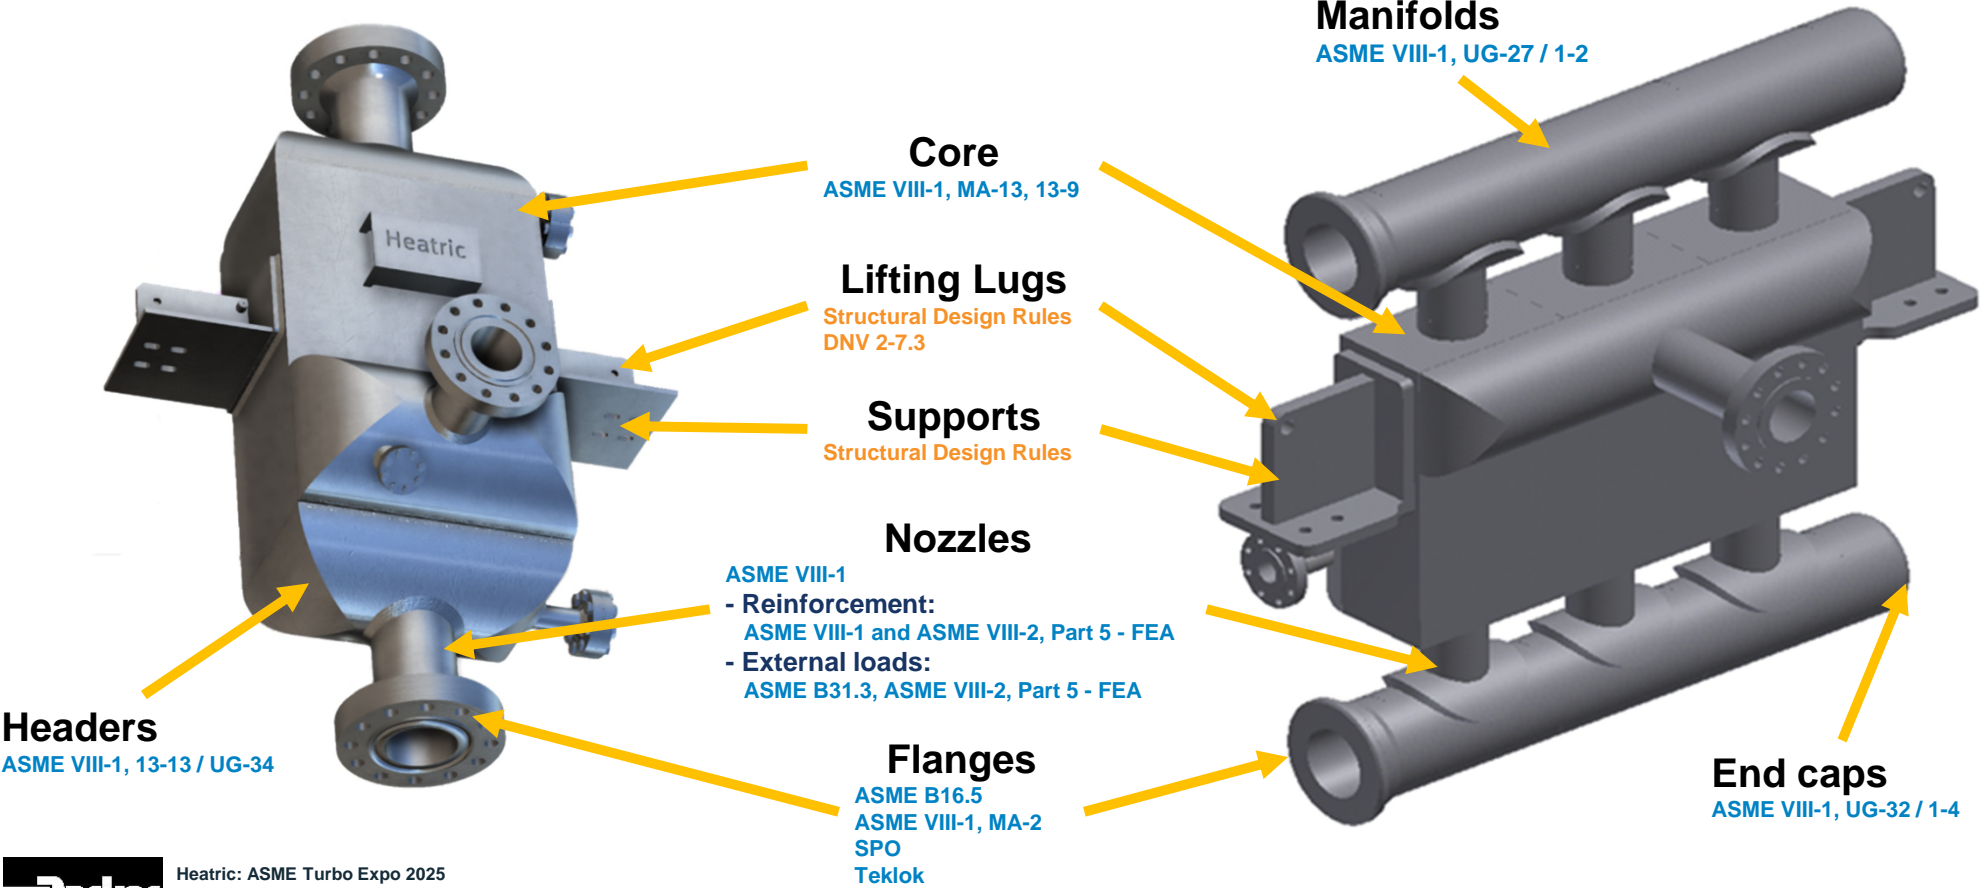 Manifolds
ASME VIII-1, UG-27 / 1-2
Core
ASME VIII-1, MA-13, 13-9
Heatric
Lifting Lugs
Structural Design Rules
DNV 2-7.3
Supports
Structural Design Rules
Nozzles
ASME VIII-1
- Reinforcement:
ASME VIII-1 and ASME VIII-2, Part 5 - FEA
- External loads:
ASME B31.3, ASME VIII-2, Part 5 - FEA
Headers
ASME VIII-1, 13-13 / UG-34
Flanges
ASME B16.5
ASME VIII-1, MA-2
SPO
Teklok
End caps
ASME VIII-1, UG-32 / 1-4
Heatric: ASME Turbo Expo 2025